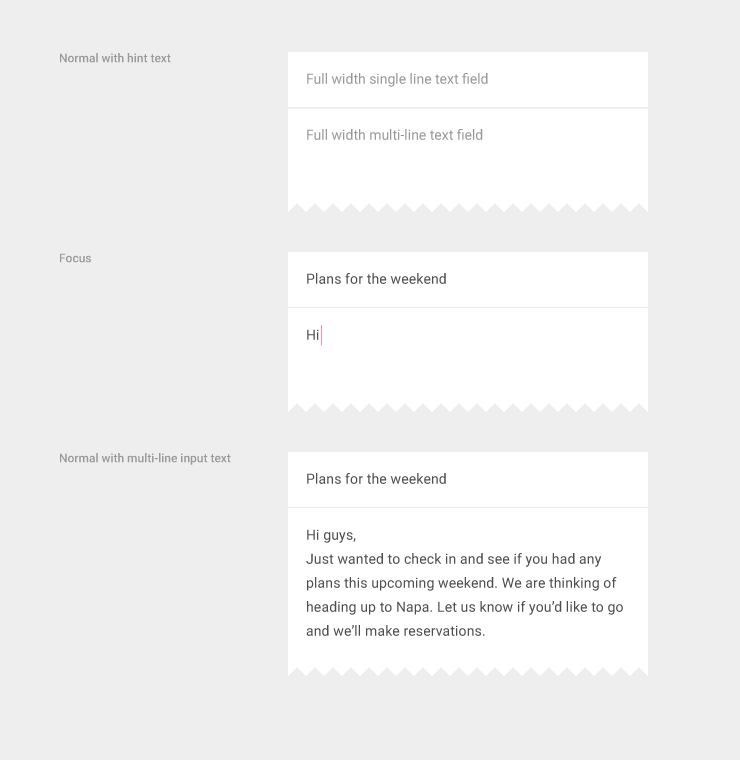 Normal with hint text
Full width single line text field
Full width multi-line text field
Focus
Plans for the weekend
Hi
Normal with multi-line input text
Plans for the weekend
Hi guys,
Just wanted to check in and see if you had any
plans this upcoming weekend. We are thinking of
heading up to Napa. Let us know if you’d like to go
and we’ll make reservations.